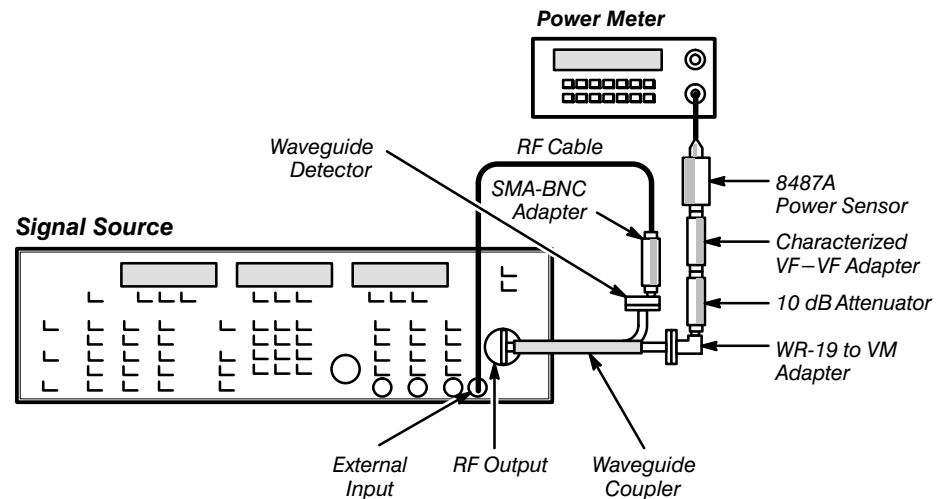 Power Meter
Waveguide
Detector
RF Cable
SMA-BNC
Adapter
8487A
Power Sensor
Signal Source
Characterized
VF–VF Adapter
10 dB Attenuator
WR-19 to VM
Adapter
External
Input
RF Output
Waveguide
Coupler